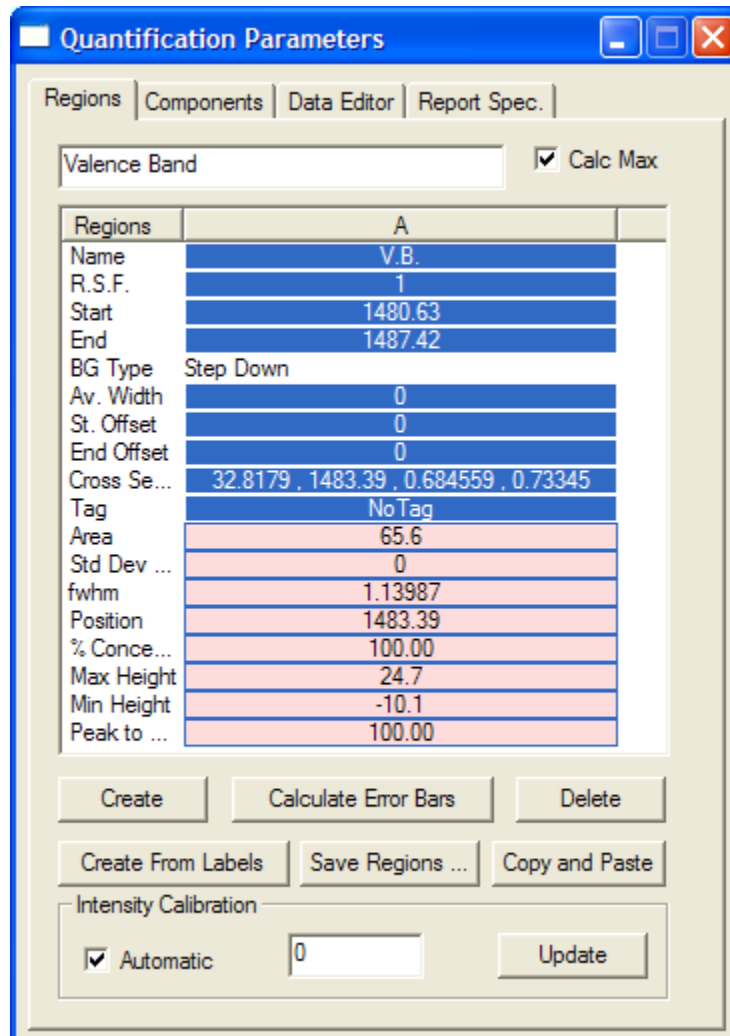 Quantification Parameters
Regions Components Data Editor Report Spec.
Valence Band Calc Max
Regions A
Name V.B.
R.S.F. 1
Start 1480.63
End 1487.42
BG Type Step Down
Av. Width 0
St. Offset 0
End Offset 0
Cross Se... 32.8179 , 1483.39 , 0.684559 , 0.73345
Tag NoTag
Area 65.6
Std Dev ... 0
fwhm 1.13987
Position 1483.39
% Conce... 100.00
Max Height 24.7
Min Height -10.1
Peak to ... 100.00
Create Calculate Error Bars Delete
Create From Labels Save Regions ... Copy and Paste
Intensity Calibration
Automatic 0 Update